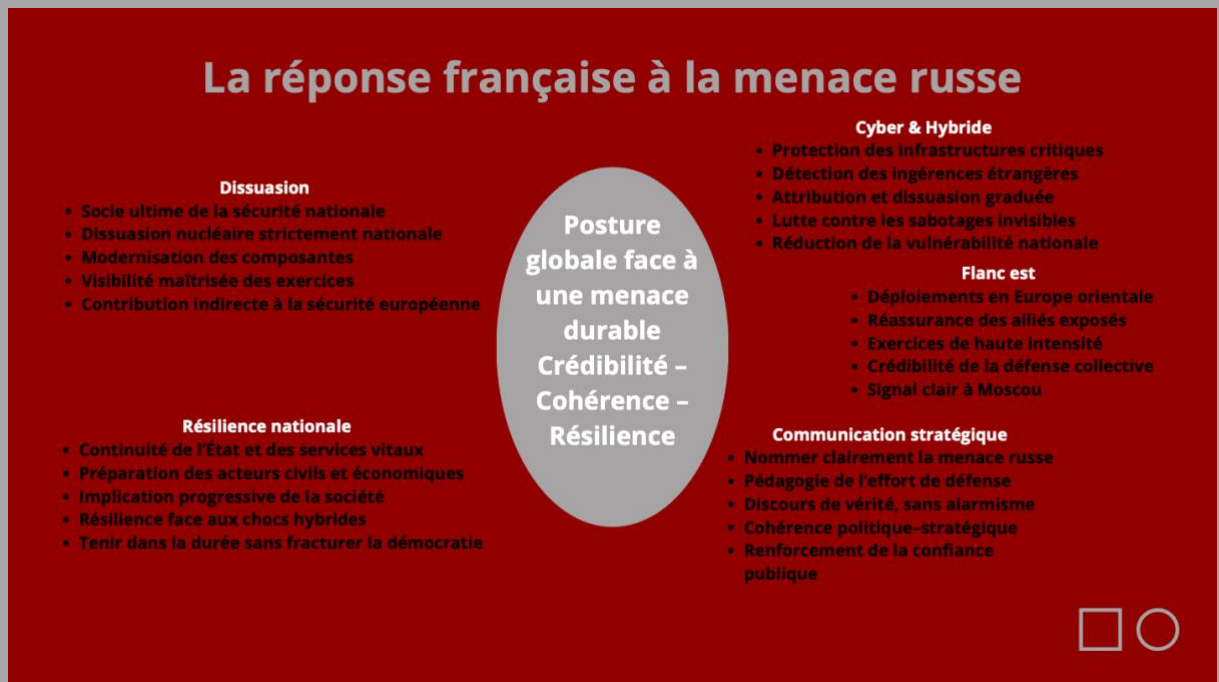 La réponse française à la menace russe
Dissuasion
• Socle ultime de la sécurité nationale
• Dissuasion nucléaire strictement nationale
• Modernisation des composantes
• Visibilité maîtrisée des exercices
• Contribution indirecte à la sécurité européenne
Résilience nationale
• Continuité de l'État et des services vitaux
• Préparation des acteurs civils et économiques
• Implication progressive de la société
• Résilience face aux chocs hybrides
• Tenir dans la durée sans fracturer la démocratie
Posture
globale face à
une menace
durable
Crédibilité –
Cohérence –
Résilience
Cyber & Hybride
• Protection des infrastructures critiques
• Détection des ingérences étrangères
• Attribution et dissuasion graduée
• Lutte contre les sabotages invisibles
• Réduction de la vulnérabilité nationale
Flanc est
• Déploiements en Europe orientale
• Réassurance des alliés exposés
• Exercices de haute intensité
• Crédibilité de la défense collective
• Signal clair à Moscou
Communication stratégique
• Nommer clairement la menace russe
• Pédagogie de l'effort de défense
• Discours de vérité, sans alarmisme
• Cohérence politique–stratégique
• Renforcement de la confiance
publique